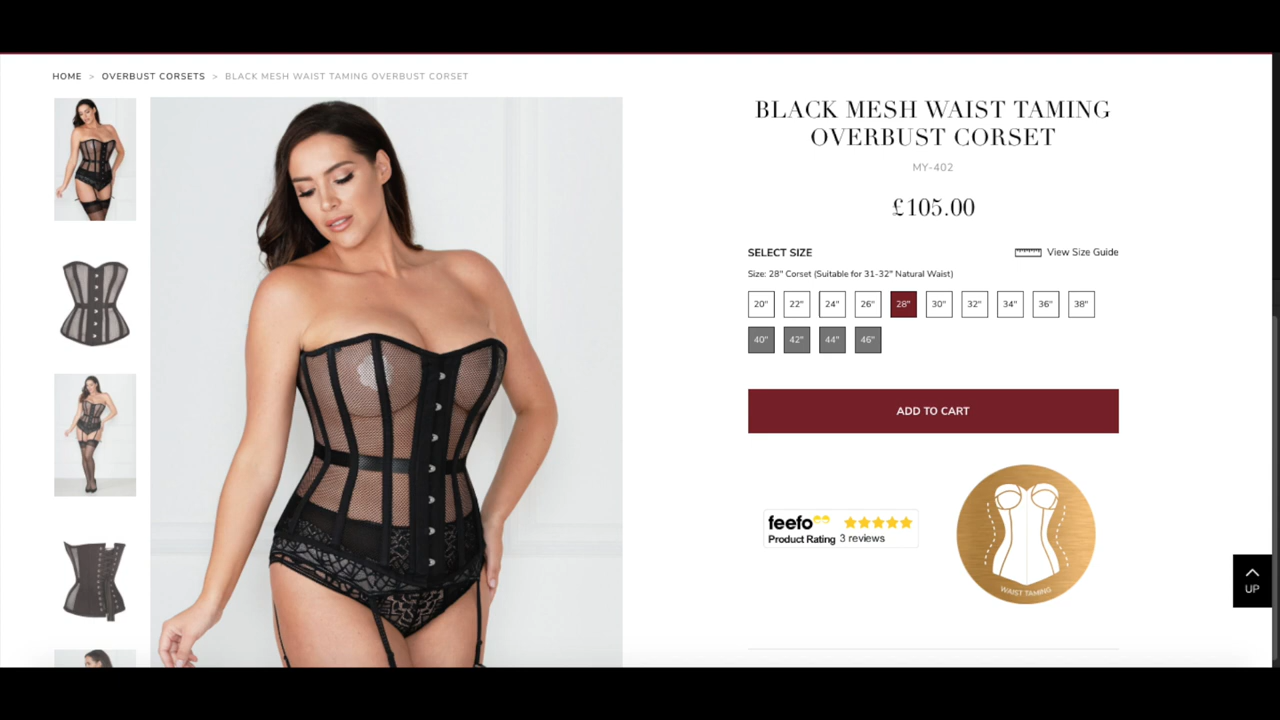 HOME > OVERBUST CORSETS > BLACK MESH WAIST TAMING OVERBUST CORSET
BLACK MESH WAIST TAMING
OVERBUST CORSET
MY-402
£105.00
SELECT SIZE
View Size Guide
Size: 28" Corset (Suitable for 31-32" Natural Waist)
20" 22" 24" 26" 28" 30" 32" 34" 36" 38"
40" 42" 44" 46"
ADD TO CART
feefo
Product Rating 3 reviews
WAIST TAMING
UP